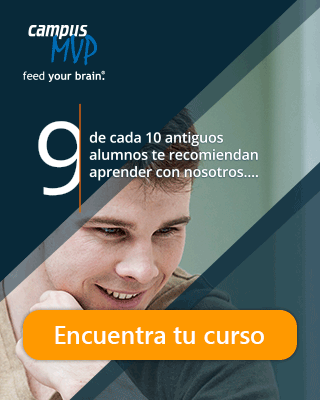 campus
MVP
feed your brain.®
9 de cada 10 antiguos
alumnos te recomiendan
aprender con nosotros....
Encuentra tu curso